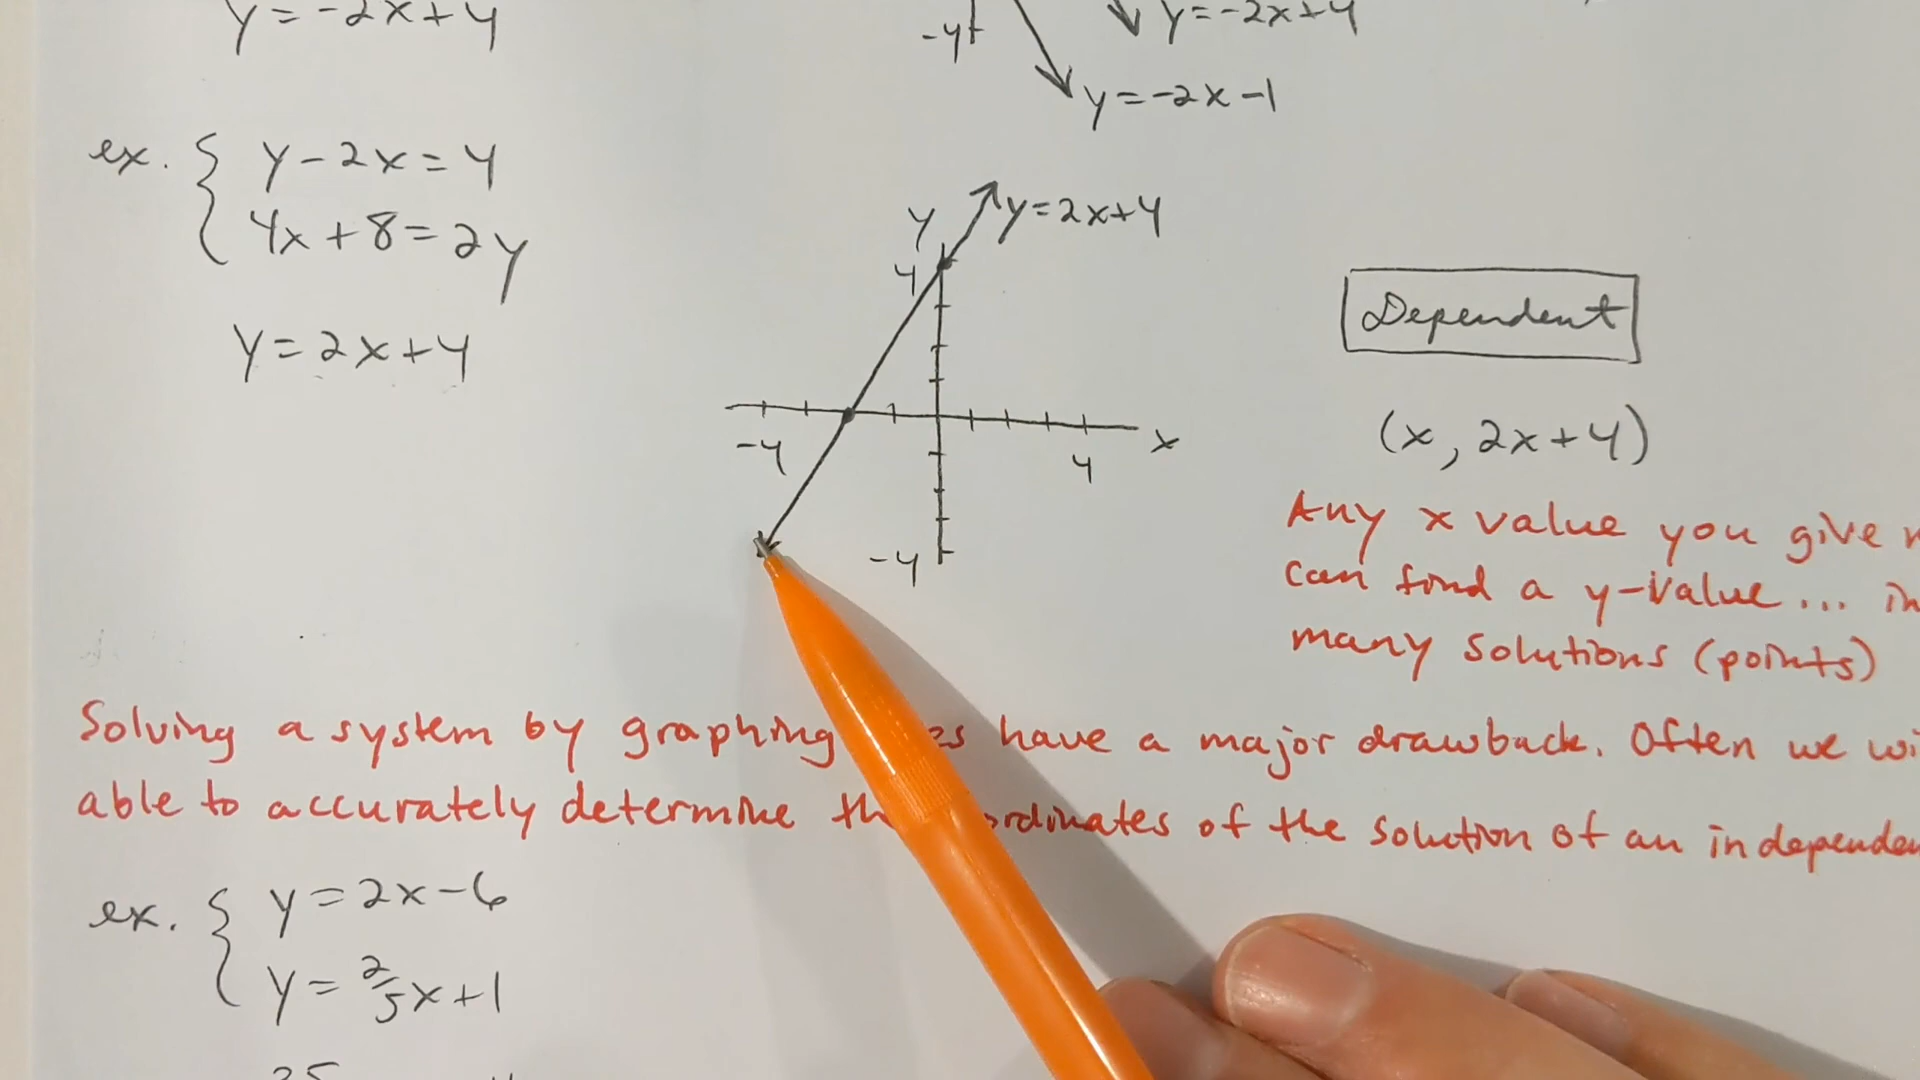 y = -2x + 4
-4
y = -2x + 4
y = -2x - 1
ex. { y - 2x = 4
4x + 8 = 2y
y = 2x + 4
y
y = 2x + 4
4
-4
4
x
-4
Dependent
(x, 2x + 4)
Any x value you give
can find a y-value...
many solutions (points)
Solving a system by graphing have a major drawback. Often we
able to accurately determine of the solution of an
ex. { y = 2x - 6
y = 2/5x + 1